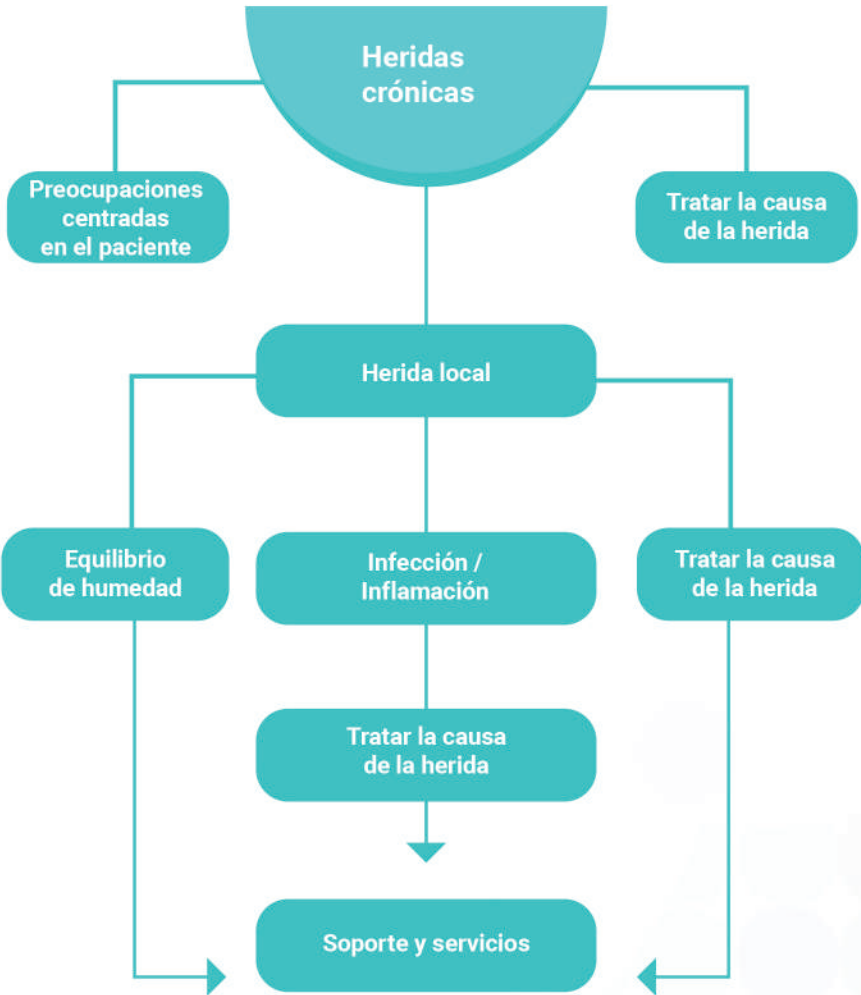 Heridas
crónicas
Preocupaciones
centradas
en el paciente
Tratar la causa
de la herida
Herida local
Equilibrio
de humedad
Infección /
Inflamación
Tratar la causa
de la herida
Tratar la causa
de la herida
Soporte y servicios